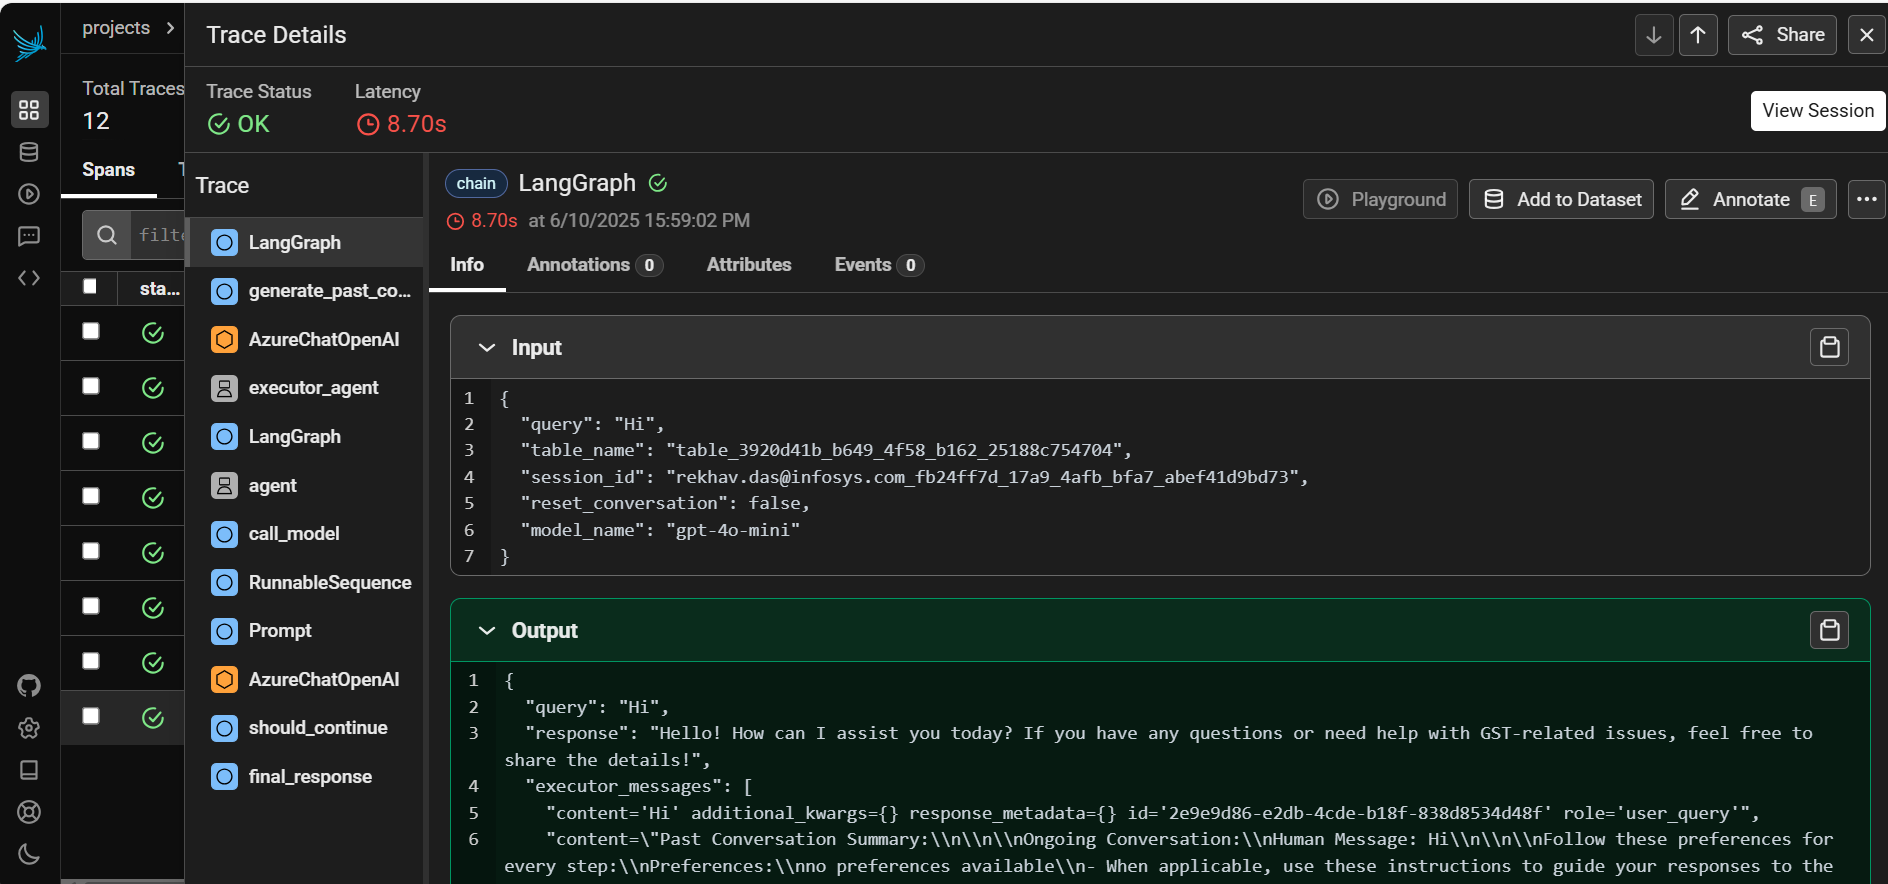 projects
Total Traces
12
Spans
filte
sta...
Trace Details
Share
Trace Status
OK
Latency
8.70s
View Session
Trace
LangGraph
generate_past_co...
AzureChatOpenAI
executor_agent
LangGraph
agent
call_model
RunnableSequence
Prompt
AzureChatOpenAI
should_continue
final_response
chain LangGraph
8.70s at 6/10/2025 15:59:02 PM
Playground
Add to Dataset
Annotate E
Info Annotations 0 Attributes Events 0
Input
1 {
2 "query": "Hi",
3 "table_name": "table_3920d41b_b649_4f58_b162_25188c754704",
4 "session_id": "rekhav.das@infosys.com_fb24ff7d_17a9_4afb_bfa7_abef41d9bd73",
5 "reset_conversation": false,
6 "model_name": "gpt-4o-mini"
7 }
Output
1 {
2 "query": "Hi",
3 "response": "Hello! How can I assist you today? If you have any questions or need help with GST-related issues, feel free to
share the details!",
4 "executor_messages": [
5 "content='Hi' additional_kwargs={} response_metadata={} id='2e9e9d86-e2db-4cde-b18f-838d8534d48f' role='user_query'",
6 "content=\"Past Conversation Summary:\\n\\n\\nOngoing Conversation:\\nHuman Message: Hi\\n\\n\\nFollow these preferences for
every step:\\nPreferences:\\nno preferences available\\n- When applicable, use these instructions to guide your responses to the